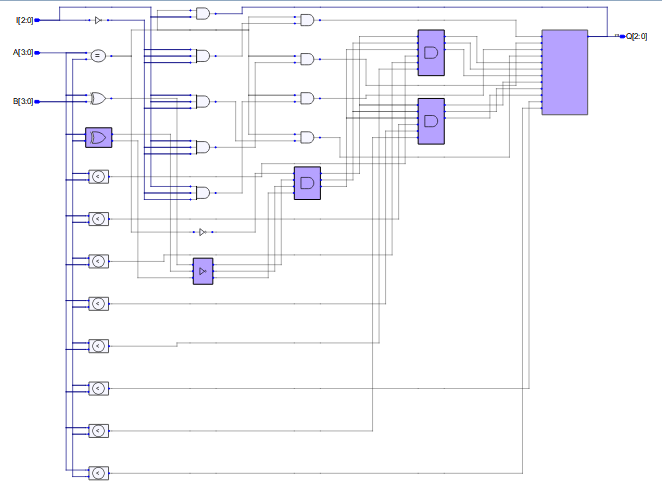 I[2:0]
A[3:0]
B[3:0]
=
<
<
<
<
<
<
<
<
Q[2:0]